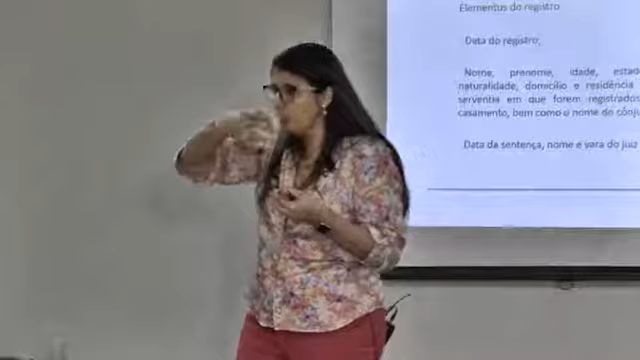 Elementos do registro
Data do registro;
Nome, prenome, idade, estad
naturalidade, domicílio e residência
serventia em que forem registrados
casamento, bem como o nome do cônju
Data da sentença, nome e vara do juiz